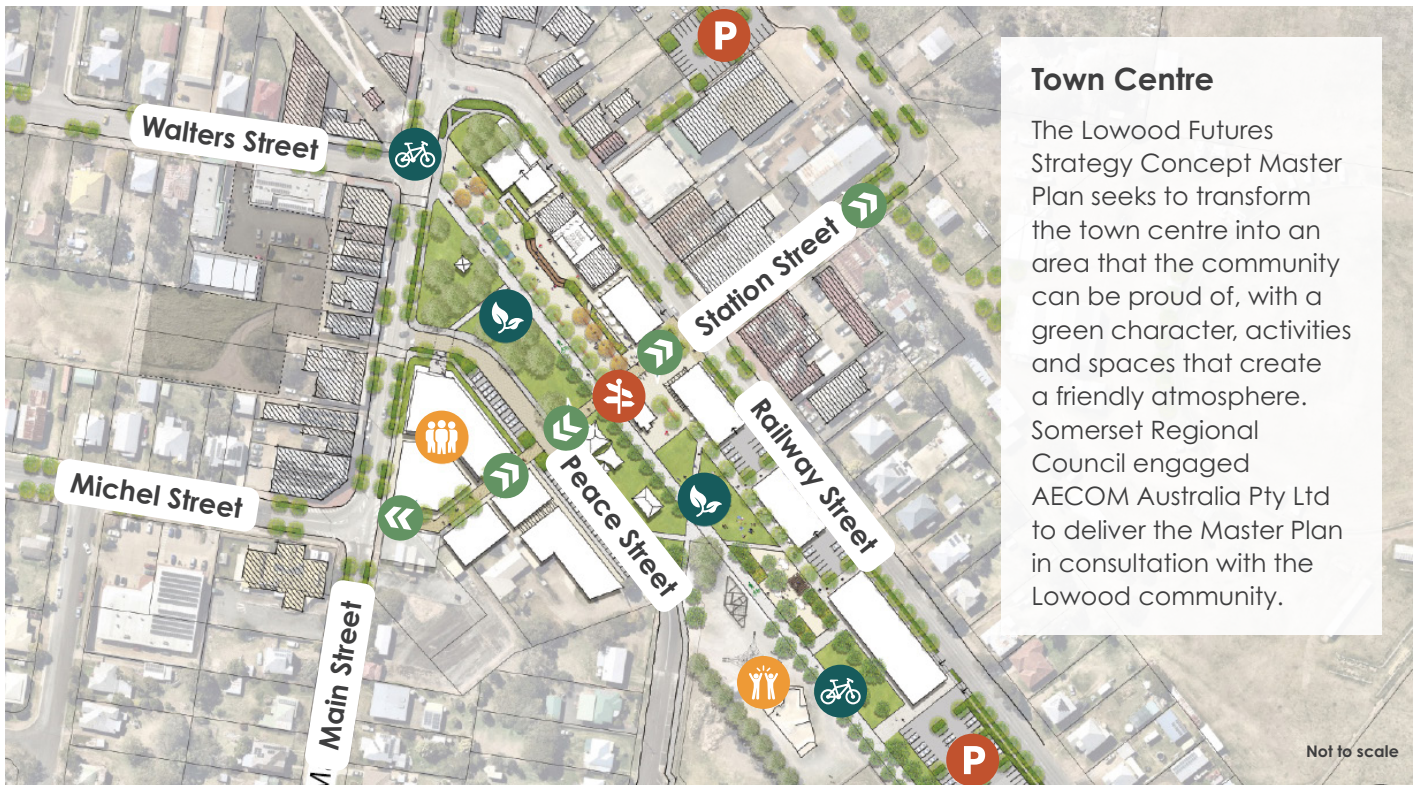 P
Town Centre
The Lowood Futures
Strategy Concept Master
Plan seeks to transform
the town centre into an
area that the community
can be proud of, with a
green character, activities
and spaces that create
a friendly atmosphere.
Somerset Regional
Council engaged
AECOM Australia Pty Ltd
to deliver the Master Plan
in consultation with the
Lowood community.
Walters Street
Station Street
Railway Street
Michel Street
Peace Street
Main Street
M
P
Not to scale